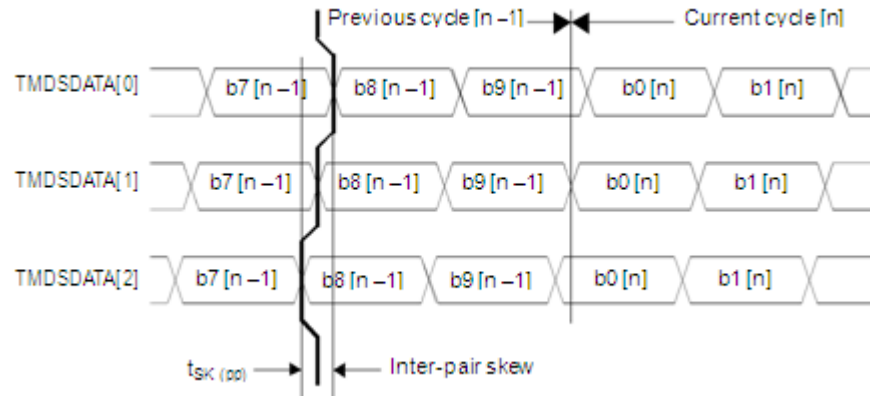 Previous cycle [n –1] Current cycle [n]
TMDSDATA[0] b7 [n –1] b8 [n –1] b9 [n –1] b0 [n] b1 [n]
TMDSDATA[1] b7 [n –1] b8 [n –1] b9 [n –1] b0 [n] b1 [n]
TMDSDATA[2] b7 [n –1] b8 [n –1] b9 [n –1] b0 [n] b1 [n]
tSK (pp) Inter-pair skew